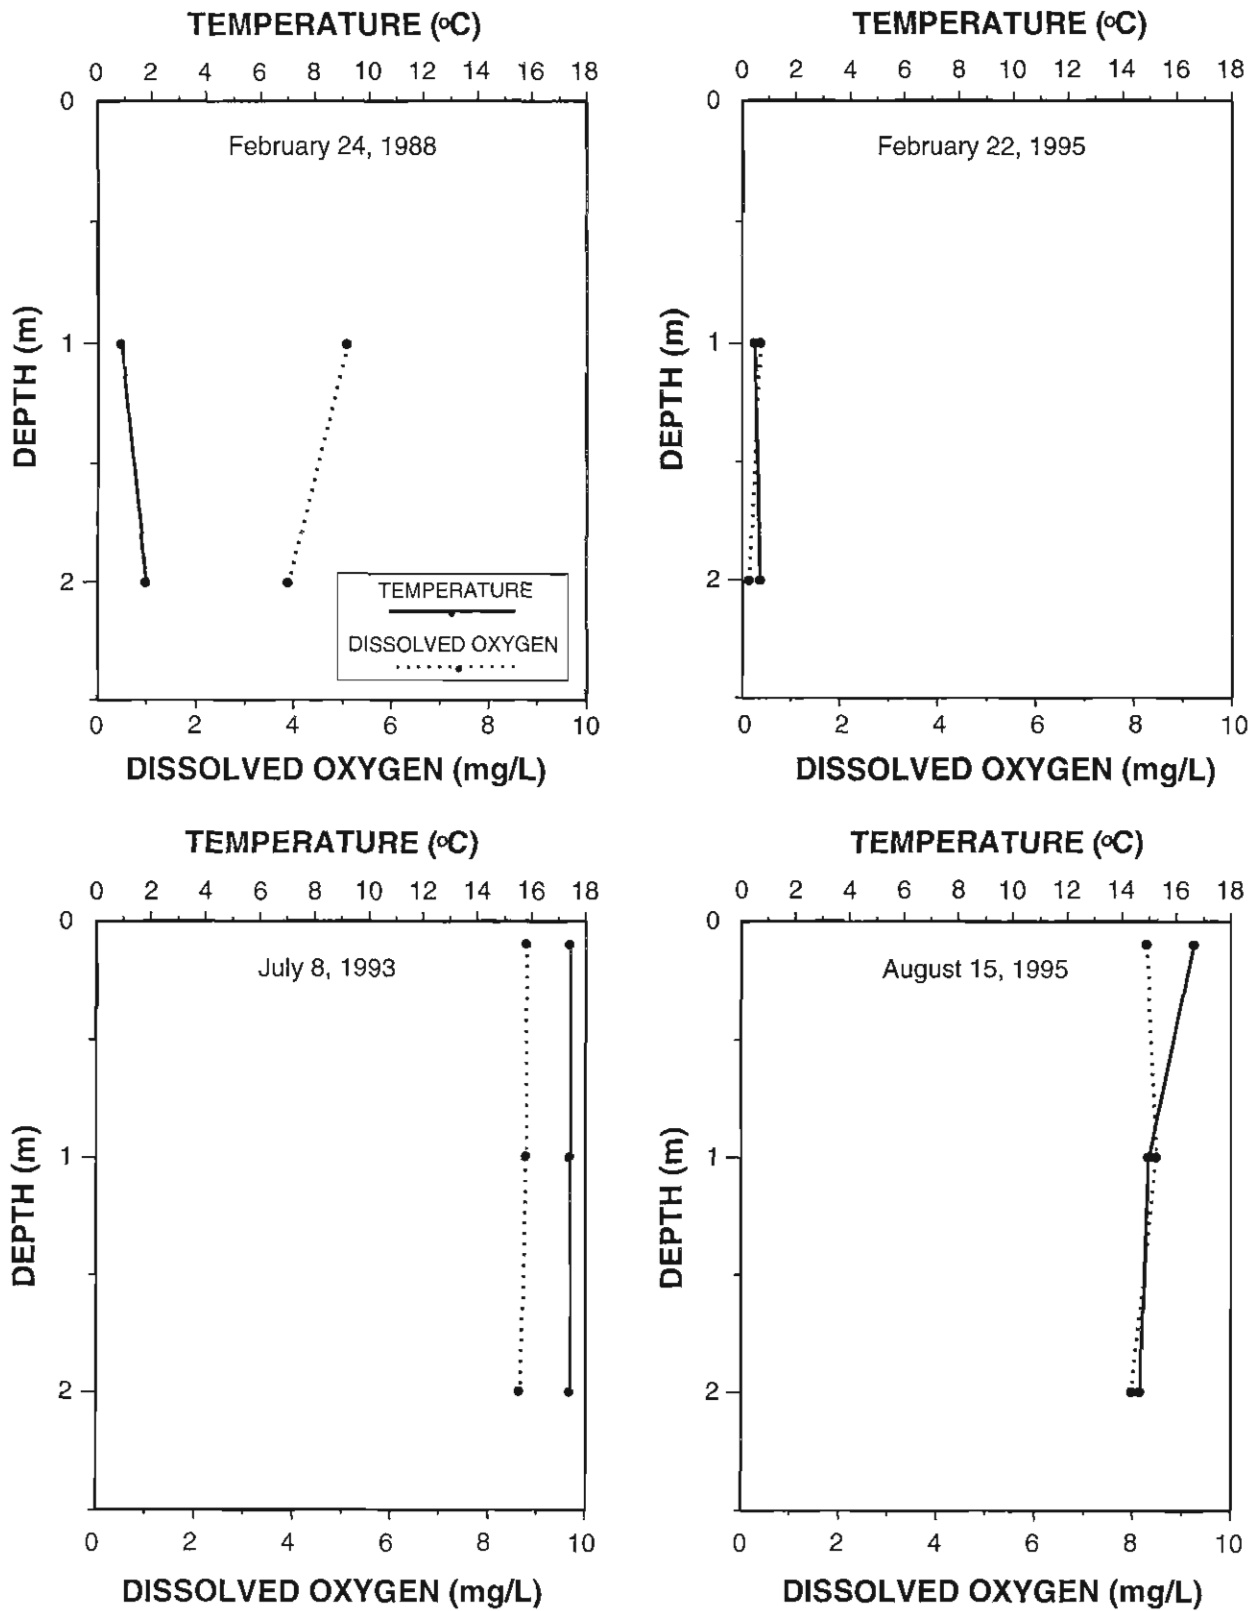 TEMPERATURE (ºC)
0 2 4 6 8 10 12 14 16 18
0
February 24, 1988
1
DEPTH (m)
2
TEMPERATURE
DISSOLVED OXYGEN
0 2 4 6 8 10
DISSOLVED OXYGEN (mg/L)
TEMPERATURE (ºC)
0 2 4 6 8 10 12 14 16 18
0
February 22, 1995
1
DEPTH (m)
2
0 2 4 6 8 10
DISSOLVED OXYGEN (mg/L)
TEMPERATURE (ºC)
0 2 4 6 8 10 12 14 16 18
0
July 8, 1993
1
DEPTH (m)
2
0 2 4 6 8 10
DISSOLVED OXYGEN (mg/L)
TEMPERATURE (ºC)
0 2 4 6 8 10 12 14 16 18
0
August 15, 1995
1
DEPTH (m)
2
0 2 4 6 8 10
DISSOLVED OXYGEN (mg/L)